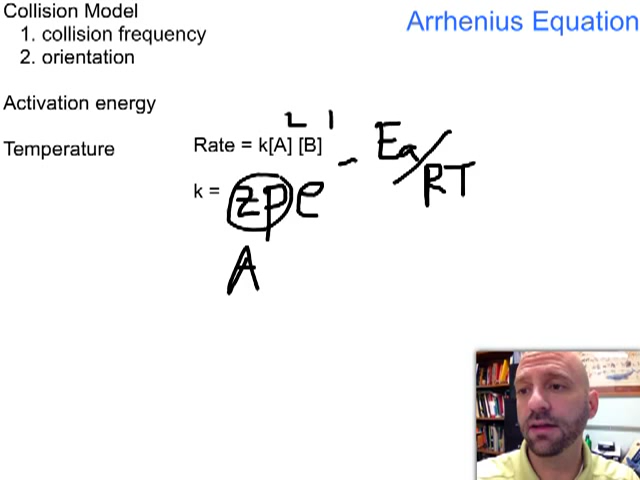 Collision Model
Arrhenius Equation
1. collision frequency
2. orientation
Activation energy
Temperature
Rate = k[A]² [B]¹
k = zpe^-Ea/RT
A